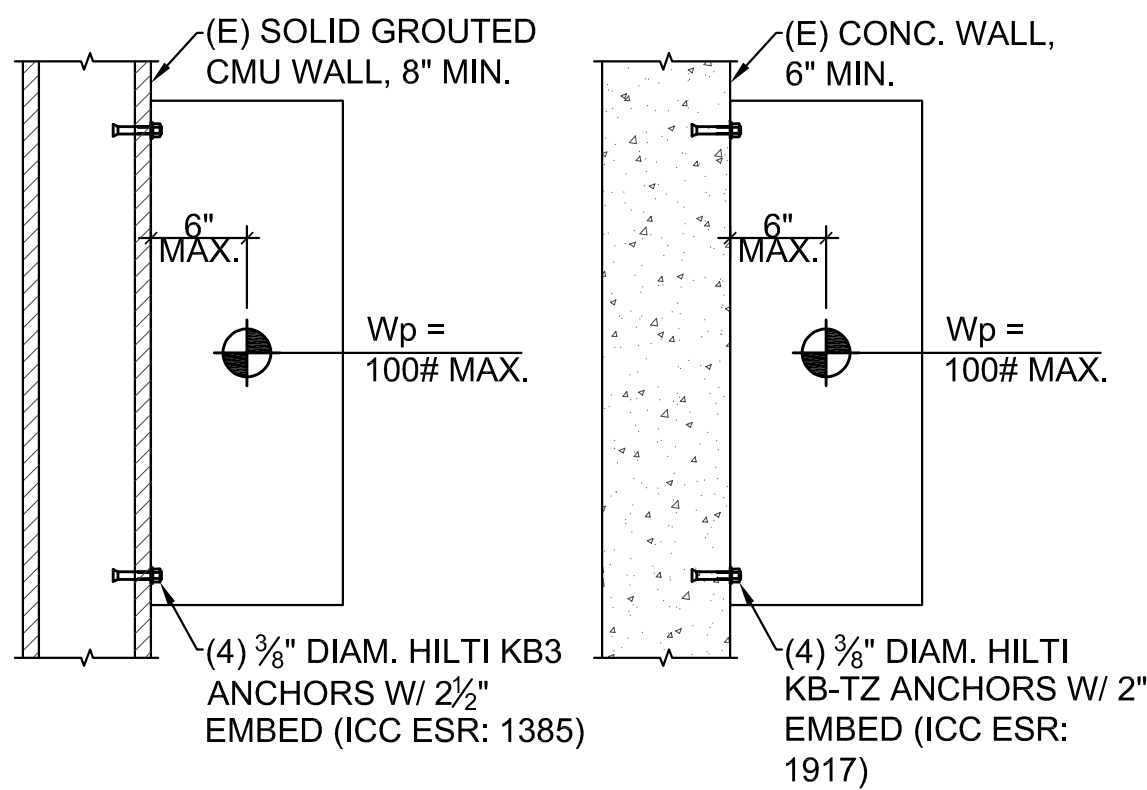 (E) SOLID GROUTED
CMU WALL, 8" MIN.
6"
MAX.
Wp =
100# MAX.
(4) ⅜" DIAM. HILTI KB3
ANCHORS W/ 2½"
EMBED (ICC ESR: 1385)
(E) CONC. WALL,
6" MIN.
6"
MAX.
Wp =
100# MAX.
(4) ⅜" DIAM. HILTI
KB-TZ ANCHORS W/ 2"
EMBED (ICC ESR:
1917)